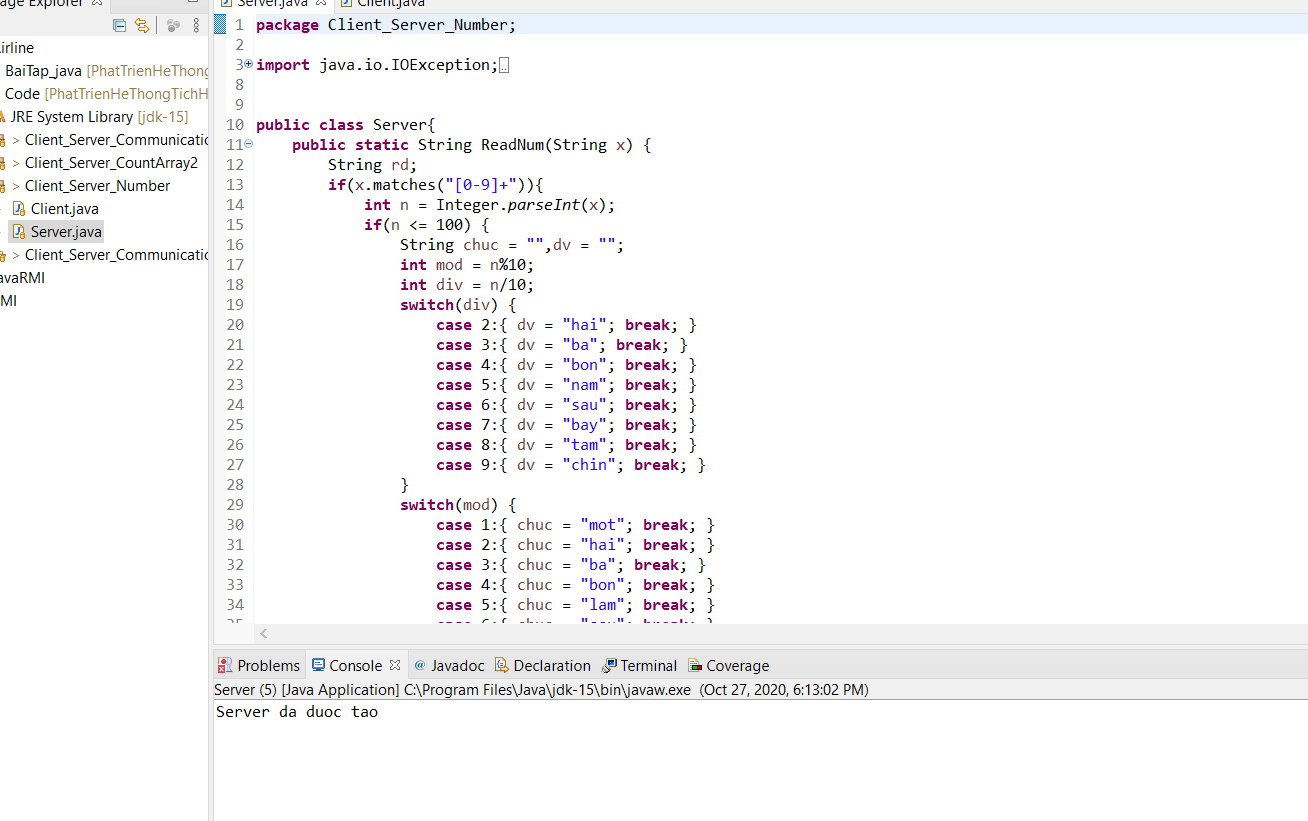 age Explorer
Server.java Client.java
irline
BaiTap_java [PhatTrienHeThong
Code [PhatTrienHeThongTichH
JRE System Library [jdk-15]
> Client_Server_Communicatic
> Client_Server_CountArray2
> Client_Server_Number
Client.java
Server.java
> Client_Server_Communicatic
avaRMI
MI
1 package Client_Server_Number;
2
3 import java.io.IOException;
8
9
10 public class Server{
11 public static String ReadNum(String x) {
12 String rd;
13 if(x.matches("[0-9]+")){
14 int n = Integer.parseInt(x);
15 if(n <= 100) {
16 String chuc = "",dv = "";
17 int mod = n%10;
18 int div = n/10;
19 switch(div) {
20 case 2:{ dv = "hai"; break; }
21 case 3:{ dv = "ba"; break; }
22 case 4:{ dv = "bon"; break; }
23 case 5:{ dv = "nam"; break; }
24 case 6:{ dv = "sau"; break; }
25 case 7:{ dv = "bay"; break; }
26 case 8:{ dv = "tam"; break; }
27 case 9:{ dv = "chin"; break; }
28 }
29 switch(mod) {
30 case 1:{ chuc = "mot"; break; }
31 case 2:{ chuc = "hai"; break; }
32 case 3:{ chuc = "ba"; break; }
33 case 4:{ chuc = "bon"; break; }
34 case 5:{ chuc = "lam"; break; }
Problems Console @ Javadoc Declaration Terminal Coverage
Server (5) [Java Application] C:\Program Files\Java\jdk-15\bin\javaw.exe (Oct 27, 2020, 6:13:02 PM)
Server da duoc tao